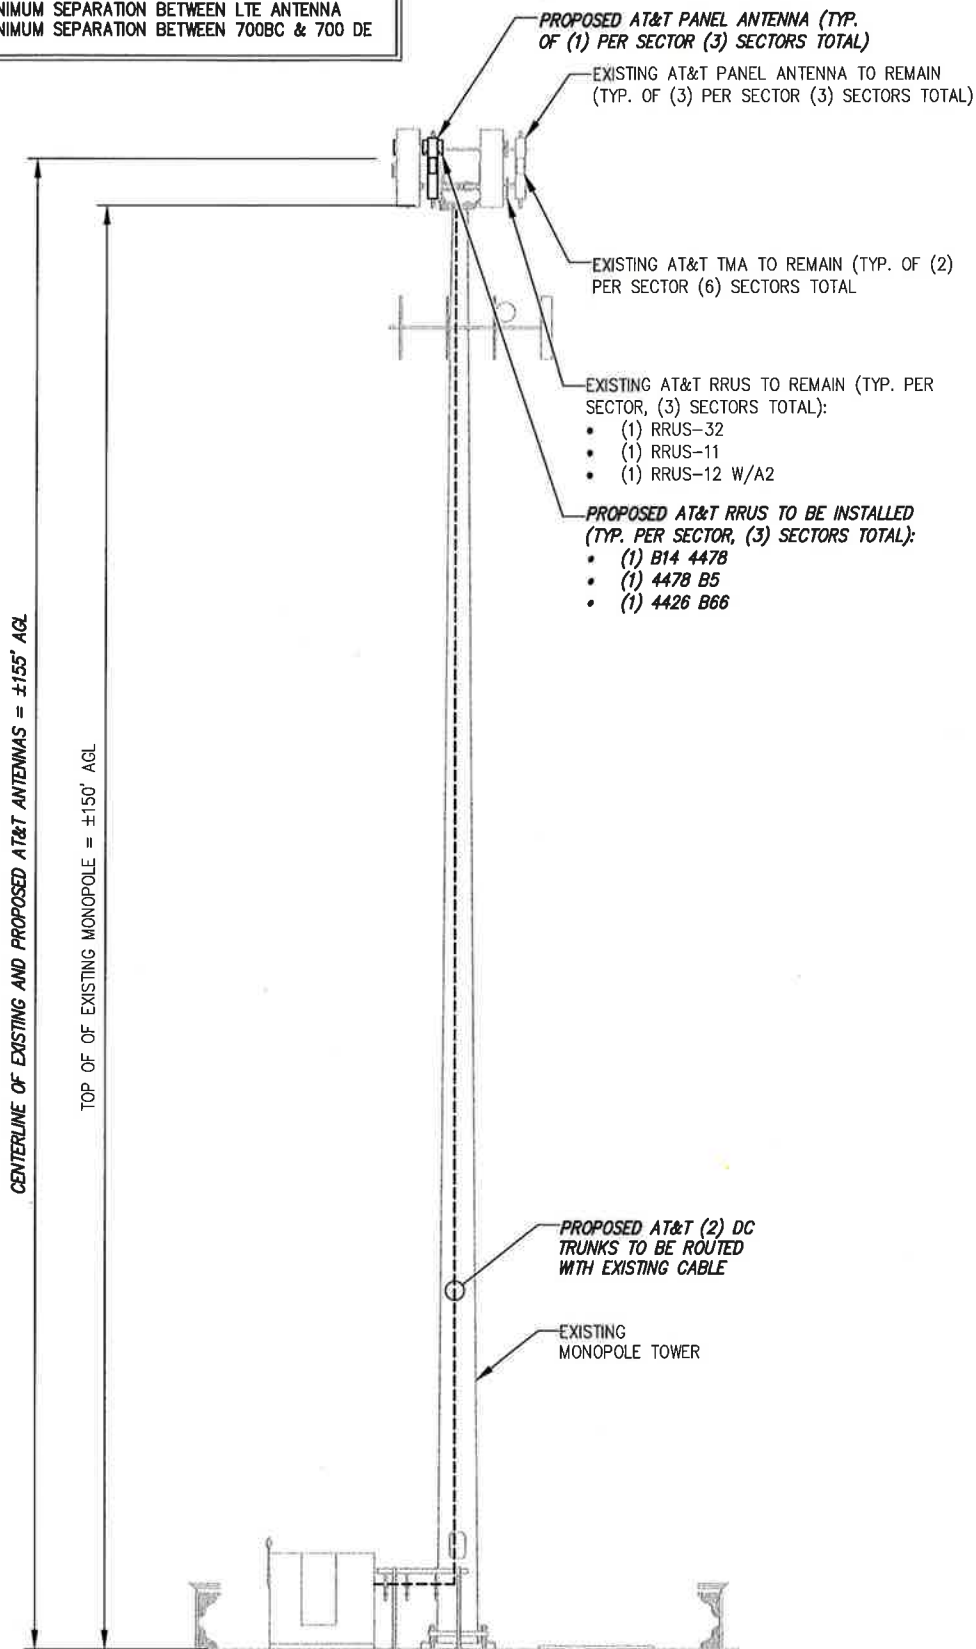 NIMUM SEPARATION BETWEEN LTE ANTENNA
NIMUM SEPARATION BETWEEN 700BC & 700 DE
PROPOSED AT&T PANEL ANTENNA (TYP.
OF (1) PER SECTOR (3) SECTORS TOTAL)
EXISTING AT&T PANEL ANTENNA TO REMAIN
(TYP. OF (3) PER SECTOR (3) SECTORS TOTAL)
EXISTING AT&T TMA TO REMAIN (TYP. OF (2)
PER SECTOR (6) SECTORS TOTAL
EXISTING AT&T RRUS TO REMAIN (TYP. PER
SECTOR, (3) SECTORS TOTAL):
• (1) RRUS-32
• (1) RRUS-11
• (1) RRUS-12 W/A2
PROPOSED AT&T RRUS TO BE INSTALLED
(TYP. PER SECTOR, (3) SECTORS TOTAL):
• (1) B14 4478
• (1) 4478 B5
• (1) 4426 B66
CENTERLINE OF EXISTING AND PROPOSED AT&T ANTENNAS = ±155' AGL
TOP OF OF EXISTING MONOPOLE = ±150' AGL
PROPOSED AT&T (2) DC
TRUNKS TO BE ROUTED
WITH EXISTING CABLE
EXISTING
MONOPOLE TOWER